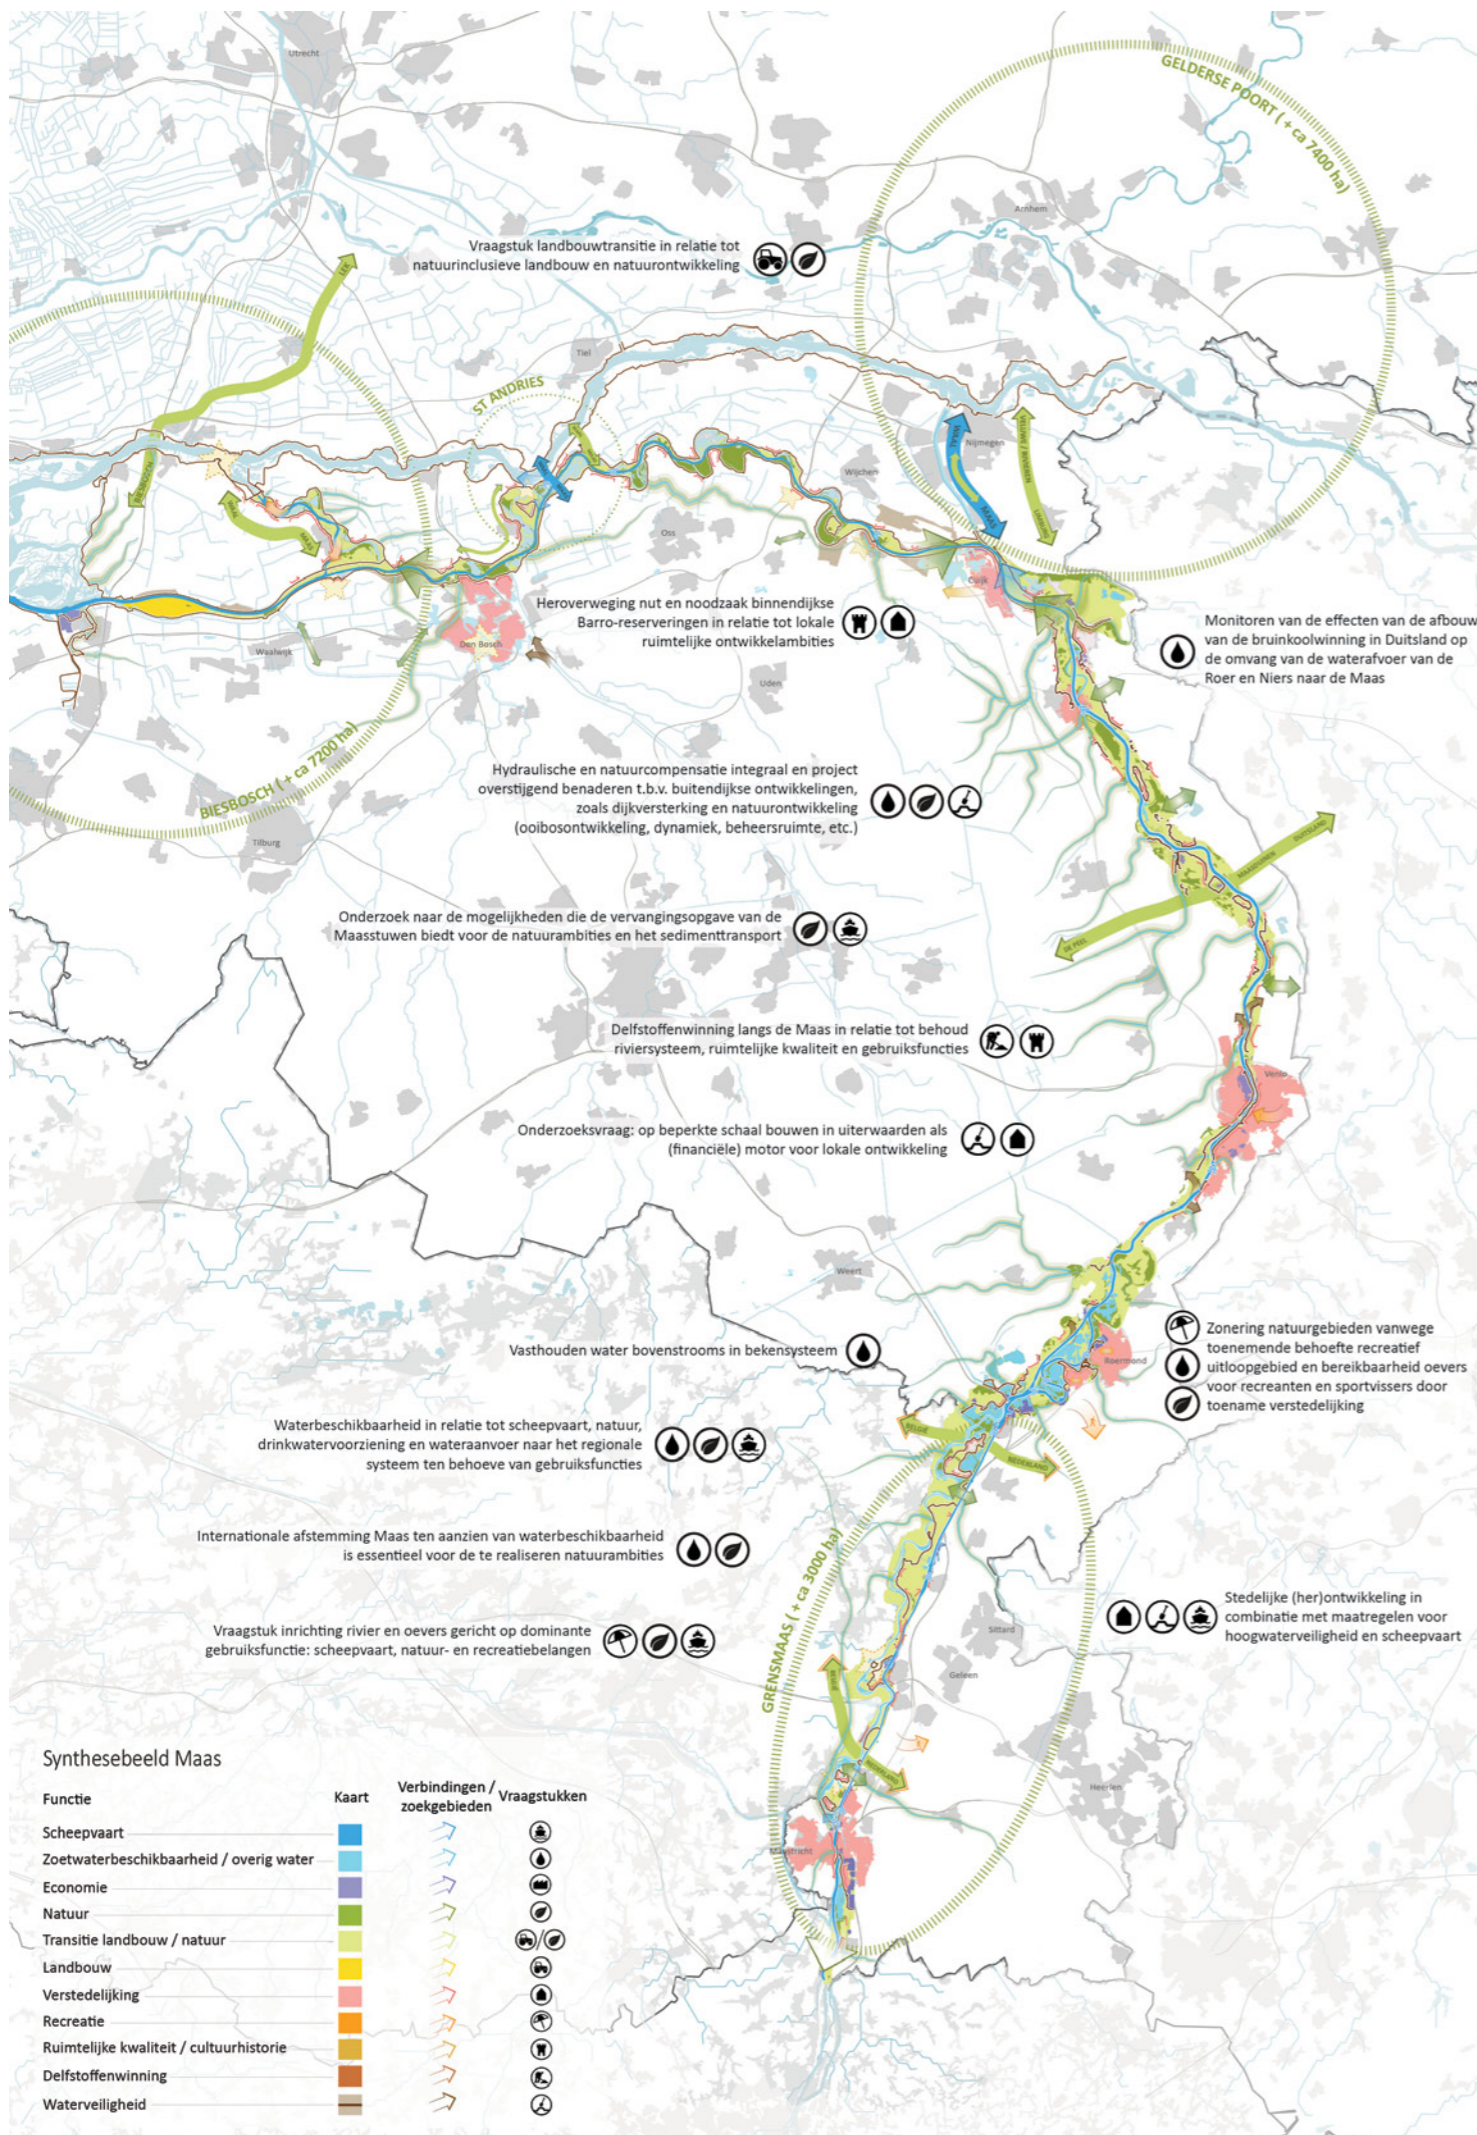 Utrecht
GELDERSE POORT ( + ca 7400 ha)
Arnhem
Vraagstuk landbouwtransitie in relatie tot
natuurinclusieve landbouw en natuurontwikkeling
LEK
Tiel
ST ANDRIES
BIESBOSCH
WAAL
MAAS
Nijmegen
WAAL
MAAS
VELUWE / RIJNTAKKEN
LIMBURG
Wijchen
Oss
Cuijk
Heroverweging nut en noodzaak binnendijkse
Barro-reserveringen in relatie tot lokale
ruimtelijke ontwikkelambities
Monitoren van de effecten van de afbouw
van de bruinkoolwinning in Duitsland op
de omvang van de waterafvoer van de
Roer en Niers naar de Maas
Waalwijk
Den Bosch
Uden
BIESBOSCH ( + ca 7200 ha)
Tilburg
Hydraulische en natuurcompensatie integraal en project
overstijgend benaderen t.b.v. buitendijkse ontwikkelingen,
zoals dijkversterking en natuurontwikkeling
(ooibosontwikkeling, dynamiek, beheersruimte, etc.)
MAASDUINEN
DUITSLAND
DE PEEL
Onderzoek naar de mogelijkheden die de vervangingsopgave van de
Maasstuwen biedt voor de natuurambities en het sedimenttransport
Delfstoffenwinning langs de Maas in relatie tot behoud
riviersysteem, ruimtelijke kwaliteit en gebruiksfuncties
Venlo
Onderzoeksvraag: op beperkte schaal bouwen in uiterwaarden als
(financiële) motor voor lokale ontwikkeling
Weert
Vasthouden water bovenstrooms in bekensysteem
Roermond
Zonering natuurgebieden vanwege
toenemende behoefte recreatief
uitloopgebied en bereikbaarheid oevers
voor recreanten en sportvissers door
toename verstedelijking
BELGIË
NEDERLAND
Waterbeschikbaarheid in relatie tot scheepvaart, natuur,
drinkwatervoorziening en wateraanvoer naar het regionale
systeem ten behoeve van gebruiksfuncties
Internationale afstemming Maas ten aanzien van waterbeschikbaarheid
is essentieel voor de te realiseren natuurambities
GRENSMAAS ( + ca 3000 ha)
Stedelijke (her)ontwikkeling in
combinatie met maatregelen voor
hoogwaterveiligheid en scheepvaart
Vraagstuk inrichting rivier en oevers gericht op dominante
gebruiksfunctie: scheepvaart, natuur- en recreatiebelangen
Sittard
Geleen
BELGIË
NEDERLAND
Heerlen
Maastricht
Synthesebeeld Maas
Functie Kaart Verbindingen / zoekgebieden Vraagstukken
Scheepvaart
Zoetwaterbeschikbaarheid / overig water
Economie
Natuur
Transitie landbouw / natuur
Landbouw
Verstedelijking
Recreatie
Ruimtelijke kwaliteit / cultuurhistorie
Delfstoffenwinning
Waterveiligheid